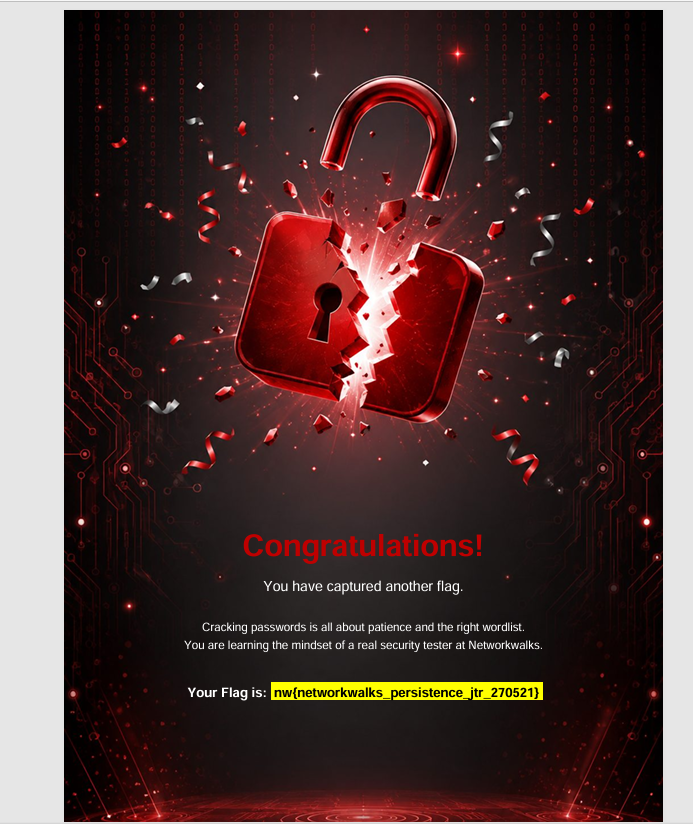 Congratulations!
You have captured another flag.
Cracking passwords is all about patience and the right wordlist.
You are learning the mindset of a real security tester at Networkwalks.
Your Flag is: nw{networkwalks_persistence_jtr_270521}